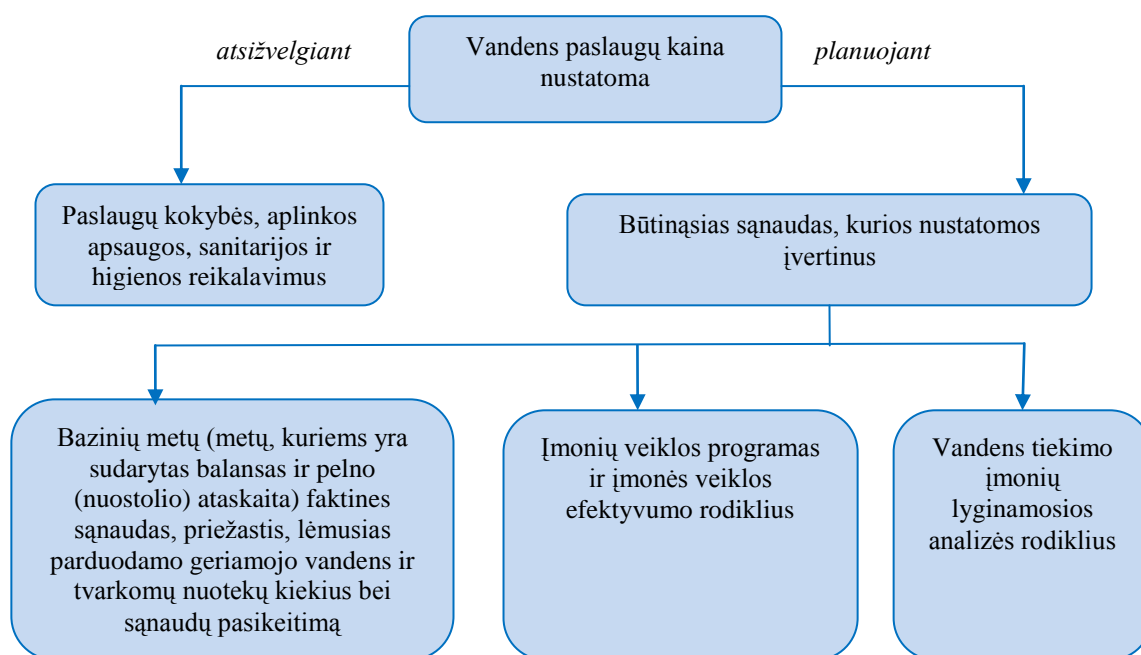 atsižvelgiant
Vandens paslaugų kaina
nustatoma
planuojant
Paslaugų kokybės, aplinkos
apsaugos, sanitarijos ir
higienos reikalavimus
Būtinąsias sąnaudas, kurios nustatomos
įvertinus
Bazinių metų (metų, kuriems yra
sudarytas balansas ir pelno
(nuostolio) ataskaita) faktines
sąnaudas, priežastis, lėmusias
parduodamo geriamojo vandens ir
tvarkomų nuotekų kiekius bei
sąnaudų pasikeitimą
Įmonių veiklos programas
ir įmonės veiklos
efektyvumo rodiklius
Vandens tiekimo
įmonių
lyginamosios
analizės rodiklius